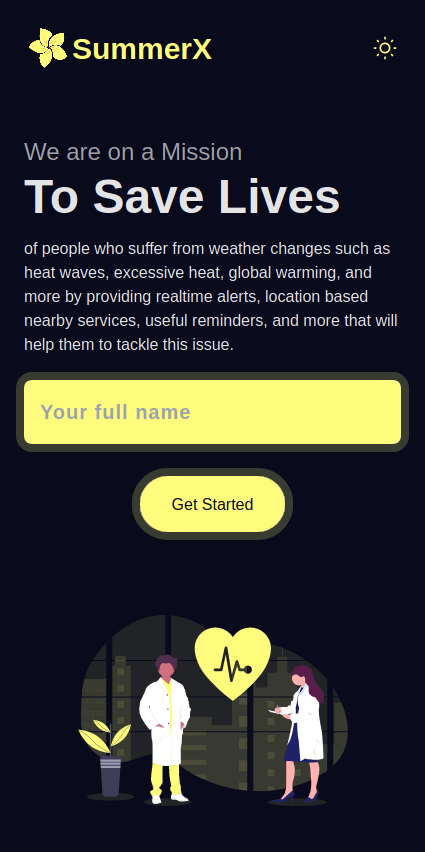 SummerX
We are on a Mission
To Save Lives
of people who suffer from weather changes such as
heat waves, excessive heat, global warming, and
more by providing realtime alerts, location based
nearby services, useful reminders, and more that will
help them to tackle this issue.
Your full name
Get Started